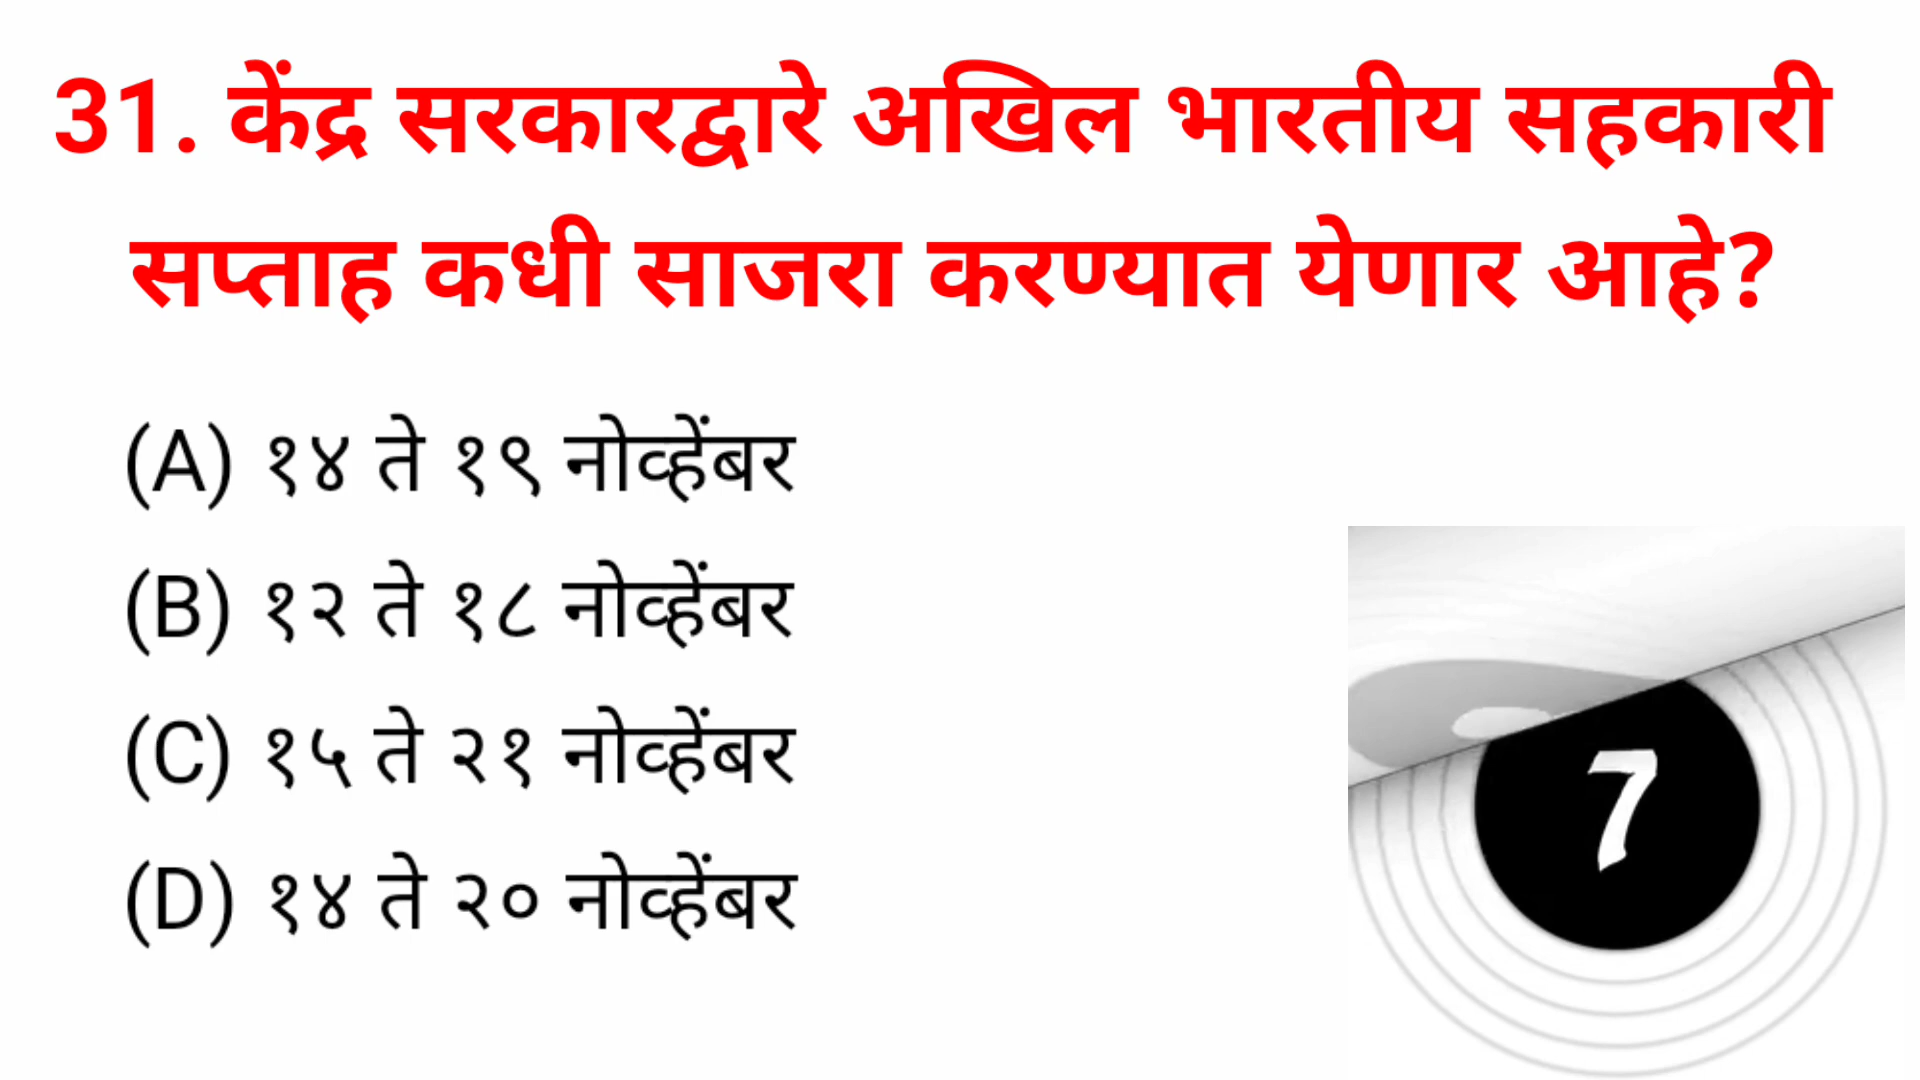 31. केंद्र सरकारद्वारे अखिल भारतीय सहकारी
सप्ताह कधी साजरा करण्यात येणार आहे?
(A) १४ ते १९ नोव्हेंबर
(B) १२ ते १८ नोव्हेंबर
(C) १५ ते २१ नोव्हेंबर
(D) १४ ते २० नोव्हेंबर
7